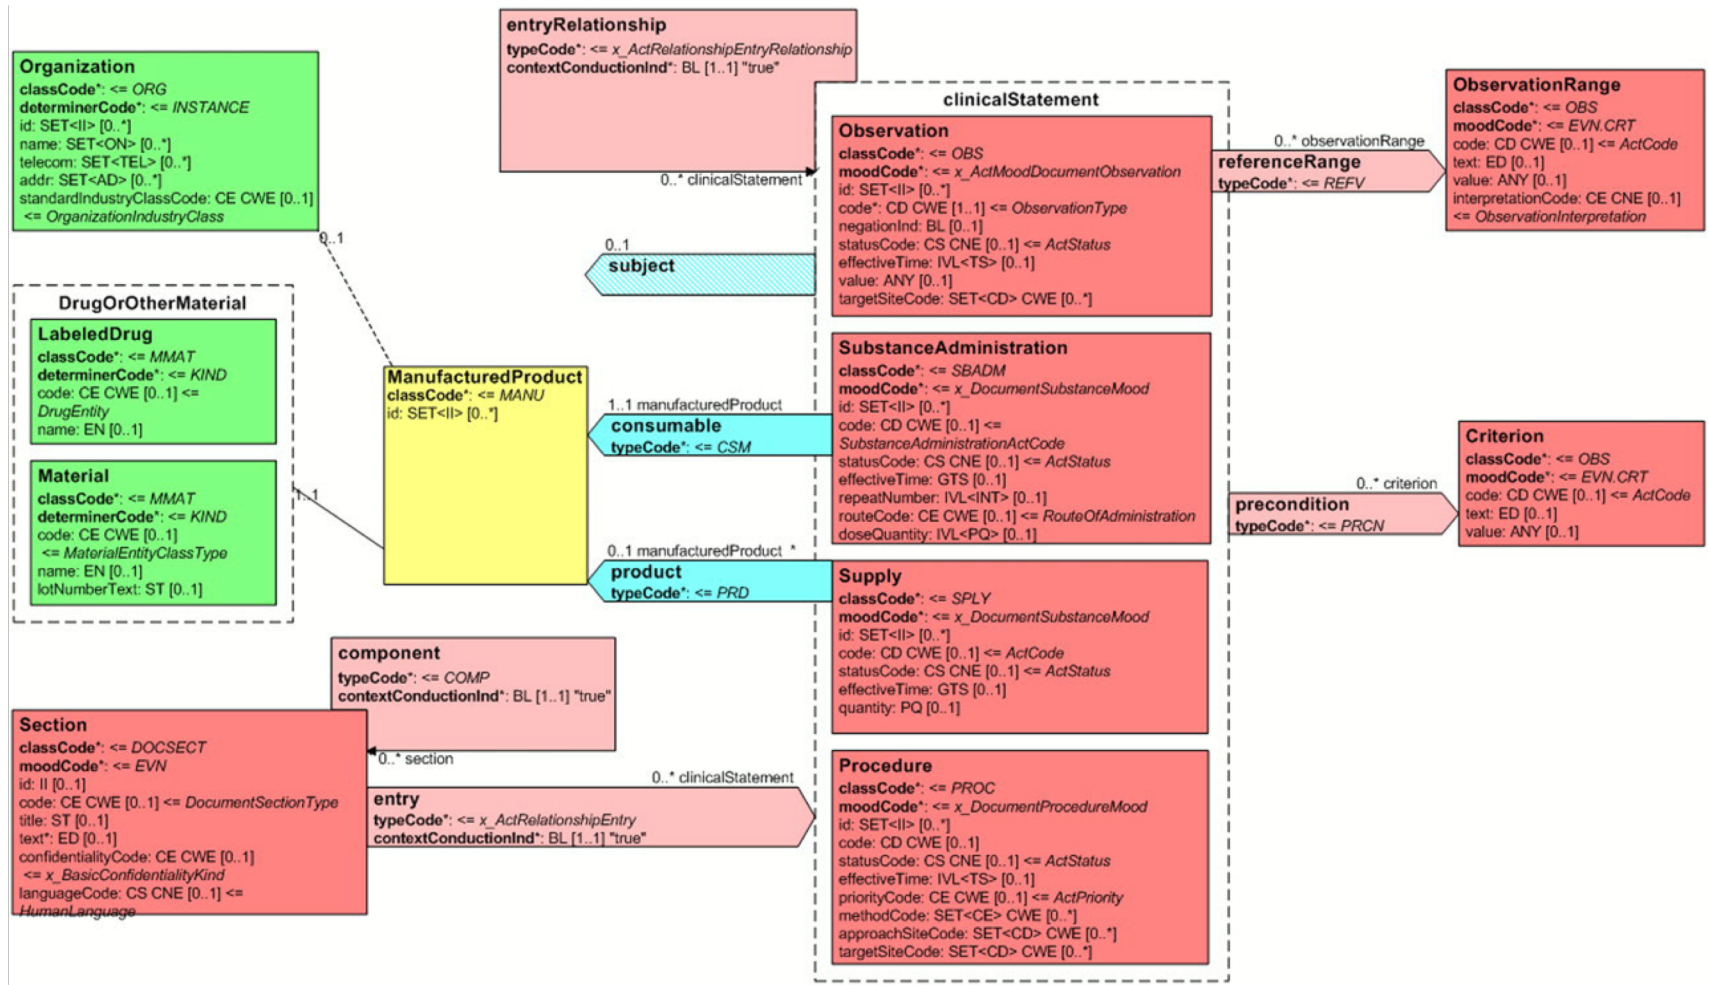 entryRelationship
typeCode*: <= x_ActRelationshipEntryRelationship
contextConductionInd*: BL [1..1] "true"
0..* clinicalStatement
Organization
classCode*: <= ORG
determinerCode*: <= INSTANCE
id: SET<II> [0..*]
name: SET<ON> [0..*]
telecom: SET<TEL> [0..*]
addr: SET<AD> [0..*]
standardIndustryClassCode: CE CWE [0..1]
<= OrganizationIndustryClass
0..1
DrugOrOtherMaterial
LabeledDrug
classCode*: <= MMAT
determinerCode*: <= KIND
code: CE CWE [0..1] <=
DrugEntity
name: EN [0..1]
Material
classCode*: <= MMAT
determinerCode*: <= KIND
code: CE CWE [0..1]
<= MaterialEntityClassType
name: EN [0..1]
lotNumberText: ST [0..1]
1..1
ManufacturedProduct
classCode*: <= MANU
id: SET<II> [0..*]
0..1
subject
1..1 manufacturedProduct
consumable
typeCode*: <= CSM
0..1 manufacturedProduct *
product
typeCode*: <= PRD
component
typeCode*: <= COMP
contextConductionInd*: BL [1..1] "true"
0..* section
Section
classCode*: <= DOCSECT
moodCode*: <= EVN
id: II [0..1]
code: CE CWE [0..1] <= DocumentSectionType
title: ST [0..1]
text*: ED [0..1]
confidentialityCode: CE CWE [0..1]
<= x_BasicConfidentialityKind
languageCode: CS CNE [0..1] <=
HumanLanguage
0..* clinicalStatement
entry
typeCode*: <= x_ActRelationshipEntry
contextConductionInd*: BL [1..1] "true"
clinicalStatement
Observation
classCode*: <= OBS
moodCode*: <= x_ActMoodDocumentObservation
id: SET<II> [0..*]
code*: CD CWE [1..1] <= ObservationType
negationInd: BL [0..1]
statusCode: CS CNE [0..1] <= ActStatus
effectiveTime: IVL<TS> [0..1]
value: ANY [0..1]
targetSiteCode: SET<CD> CWE [0..*]
SubstanceAdministration
classCode*: <= SBADM
moodCode*: <= x_DocumentSubstanceMood
id: SET<II> [0..*]
code: CD CWE [0..1] <=
SubstanceAdministrationActCode
statusCode: CS CNE [0..1] <= ActStatus
effectiveTime: GTS [0..1]
repeatNumber: IVL<INT> [0..1]
routeCode: CE CWE [0..1] <= RouteOfAdministration
doseQuantity: IVL<PQ> [0..1]
Supply
classCode*: <= SPLY
moodCode*: <= x_DocumentSubstanceMood
id: SET<II> [0..*]
code: CD CWE [0..1] <= ActCode
statusCode: CS CNE [0..1] <= ActStatus
effectiveTime: GTS [0..1]
quantity: PQ [0..1]
Procedure
classCode*: <= PROC
moodCode*: <= x_DocumentProcedureMood
id: SET<II> [0..*]
code: CD CWE [0..1]
statusCode: CS CNE [0..1] <= ActStatus
effectiveTime: IVL<TS> [0..1]
priorityCode: CE CWE [0..1] <= ActPriority
methodCode: SET<CE> CWE [0..*]
approachSiteCode: SET<CD> CWE [0..*]
targetSiteCode: SET<CD> CWE [0..*]
0..* observationRange
referenceRange
typeCode*: <= REFV
ObservationRange
classCode*: <= OBS
moodCode*: <= EVN.CRT
code: CD CWE [0..1] <= ActCode
text: ED [0..1]
value: ANY [0..1]
interpretationCode: CE CNE [0..1]
<= ObservationInterpretation
0..* criterion
precondition
typeCode*: <= PRCN
Criterion
classCode*: <= OBS
moodCode*: <= EVN.CRT
code: CD CWE [0..1] <= ActCode
text: ED [0..1]
value: ANY [0..1]